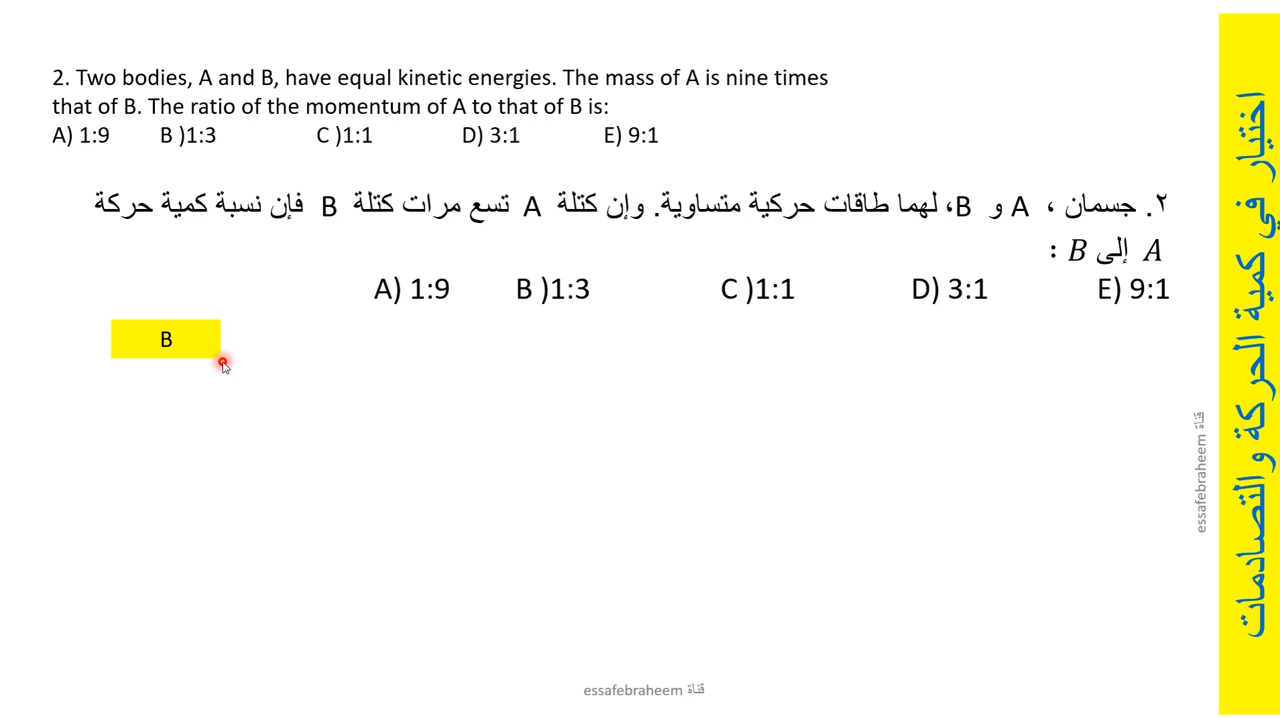 2. Two bodies, A and B, have equal kinetic energies. The mass of A is nine times
that of B. The ratio of the momentum of A to that of B is:
A) 1:9 B )1:3 C )1:1 D) 3:1 E) 9:1
٢. جسمان ، A و B، لهما طاقات حركية متساوية. وإن كتلة A تسع مرات كتلة B فإن نسبة كمية حركة
A إلى B :
A) 1:9 B )1:3 C )1:1 D) 3:1 E) 9:1
B
قناة essafebraheem
اختيار في كمية الحركة والتصادمات
قناة essafebraheem